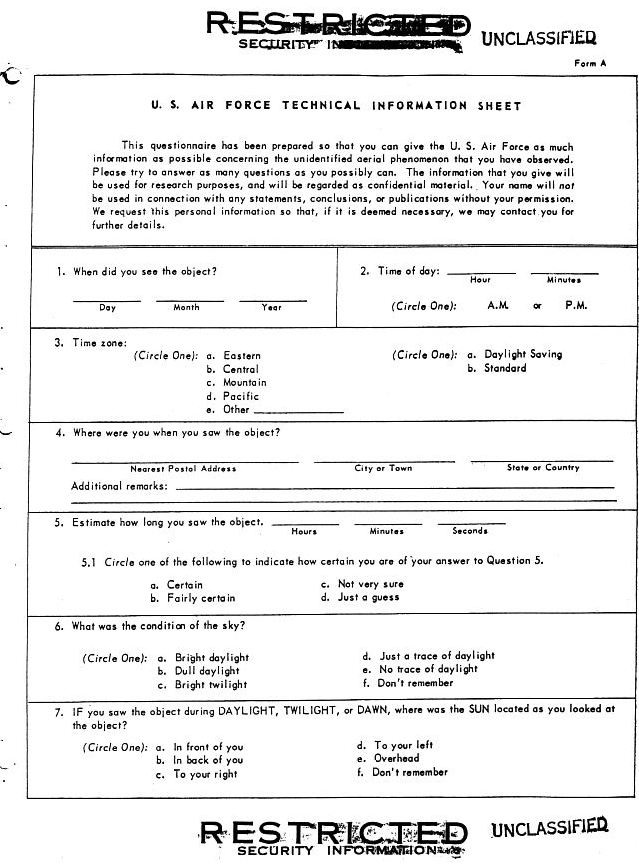 RESTRICTED
SECURITY INFORMATION
UNCLASSIFIED
Form A
U. S. AIR FORCE TECHNICAL INFORMATION SHEET
This questionnaire has been prepared so that you can give the U. S. Air Force as much
information as possible concerning the unidentified aerial phenomenon that you have observed.
Please try to answer as many questions as you possibly can. The information that you give will
be used for research purposes, and will be regarded as confidential material. Your name will not
be used in connection with any statements, conclusions, or publications without your permission.
We request this personal information so that, if it is deemed necessary, we may contact you for
further details.
1. When did you see the object?
Day Month Year
2. Time of day:
Hour Minutes
(Circle One): A.M. or P.M.
3. Time zone:
(Circle One): a. Eastern
b. Central
c. Mountain
d. Pacific
e. Other
(Circle One): a. Daylight Saving
b. Standard
4. Where were you when you saw the object?
Nearest Postal Address City or Town State or Country
Additional remarks:
5. Estimate how long you saw the object.
Hours Minutes Seconds
5.1 Circle one of the following to indicate how certain you are of your answer to Question 5.
a. Certain
b. Fairly certain
c. Not very sure
d. Just a guess
6. What was the condition of the sky?
(Circle One): a. Bright daylight
b. Dull daylight
c. Bright twilight
d. Just a trace of daylight
e. No trace of daylight
f. Don't remember
7. IF you saw the object during DAYLIGHT, TWILIGHT, or DAWN, where was the SUN located as you looked at
the object?
(Circle One): a. In front of you
b. In back of you
c. To your right
d. To your left
e. Overhead
f. Don't remember
RESTRICTED
SECURITY INFORMATION
UNCLASSIFIED